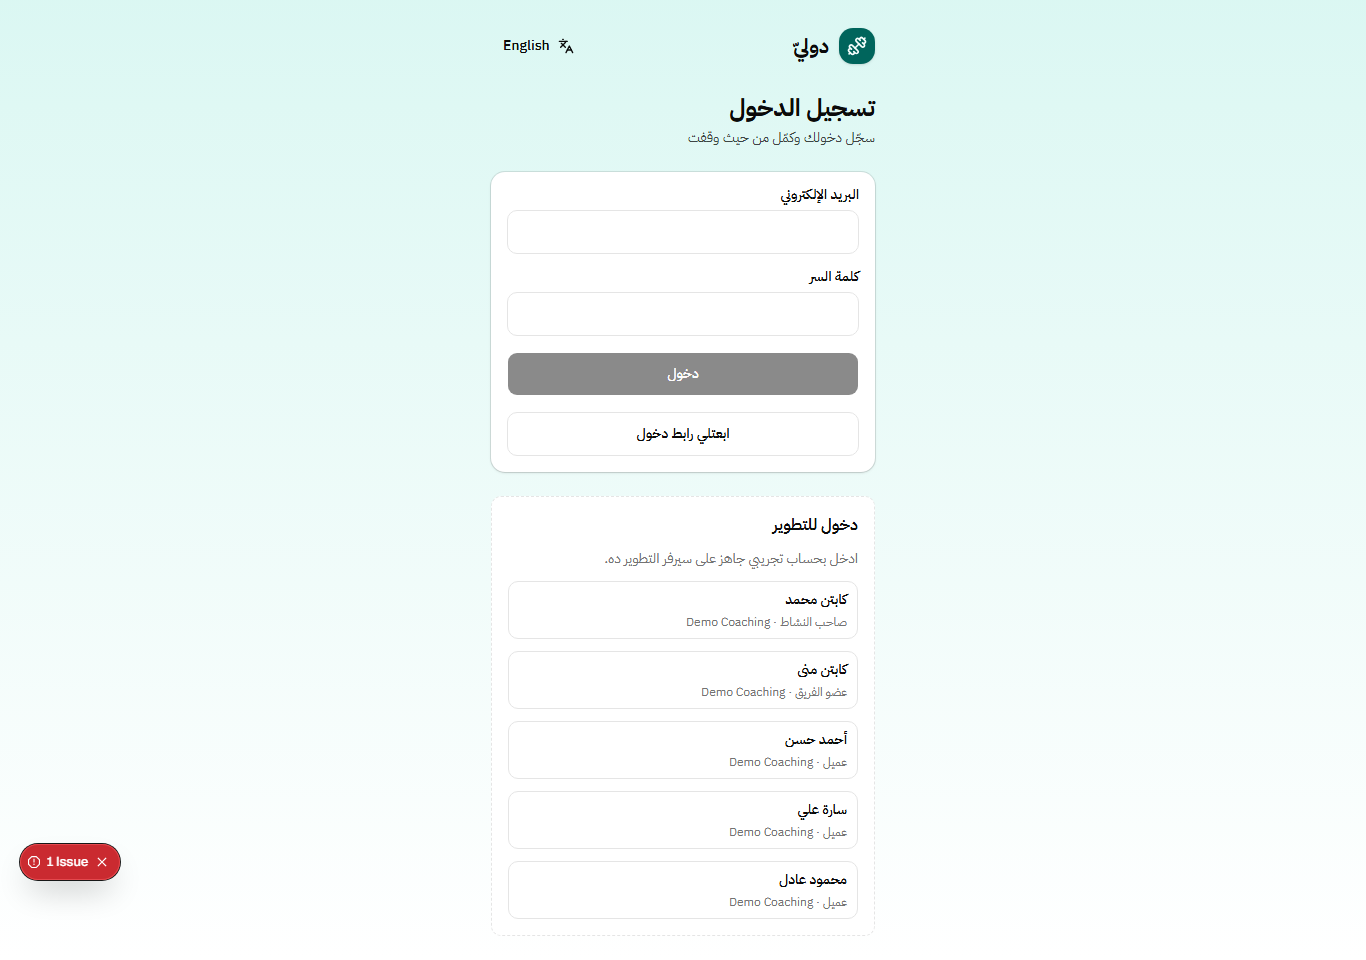 دوليّ
English
تسجيل الدخول
سجّل دخولك وكمّل من حيث وقفت
البريد الإلكتروني
كلمة السر
دخول
ابعتلي رابط دخول
دخول للتطوير
ادخل بحساب تجريبي جاهز على سيرفر التطوير ده.
كابتن محمد
صاحب النشاط · Demo Coaching
كابتن منى
عضو الفريق · Demo Coaching
أحمد حسن
عميل · Demo Coaching
سارة علي
عميل · Demo Coaching
محمود عادل
عميل · Demo Coaching
1 Issue